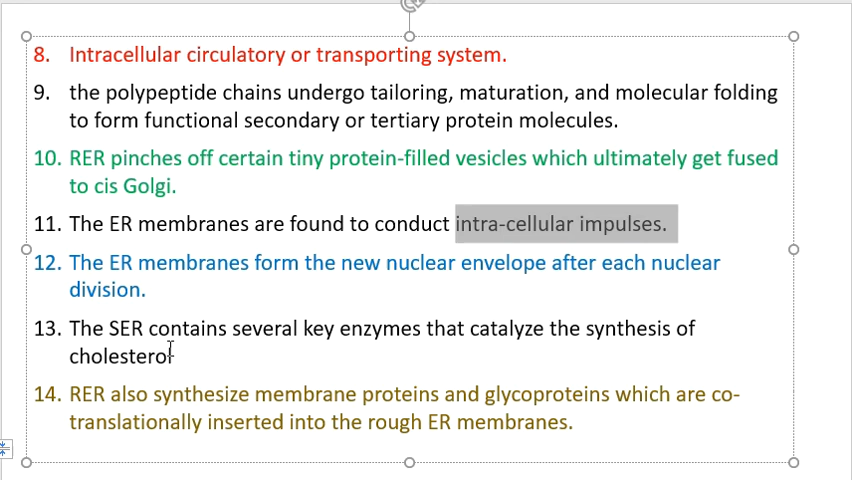 8. Intracellular circulatory or transporting system.
9. the polypeptide chains undergo tailoring, maturation, and molecular folding
to form functional secondary or tertiary protein molecules.
10. RER pinches off certain tiny protein-filled vesicles which ultimately get fused
to cis Golgi.
11. The ER membranes are found to conduct intra-cellular impulses.
12. The ER membranes form the new nuclear envelope after each nuclear
division.
13. The SER contains several key enzymes that catalyze the synthesis of
cholesterol
14. RER also synthesize membrane proteins and glycoproteins which are co-
translationally inserted into the rough ER membranes.